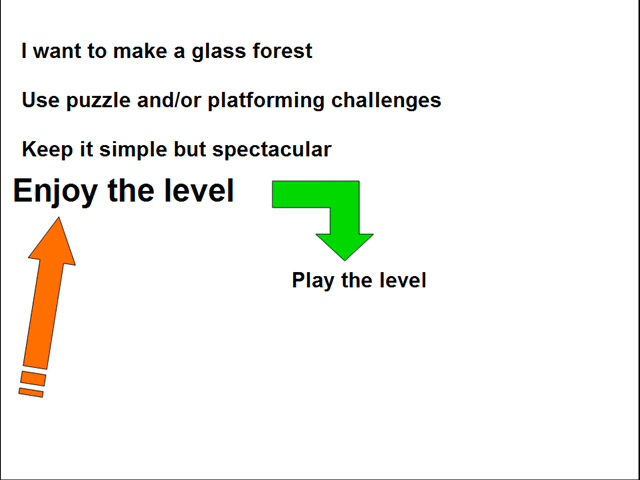 I want to make a glass forest
Use puzzle and/or platforming challenges
Keep it simple but spectacular
Enjoy the level
Play the level